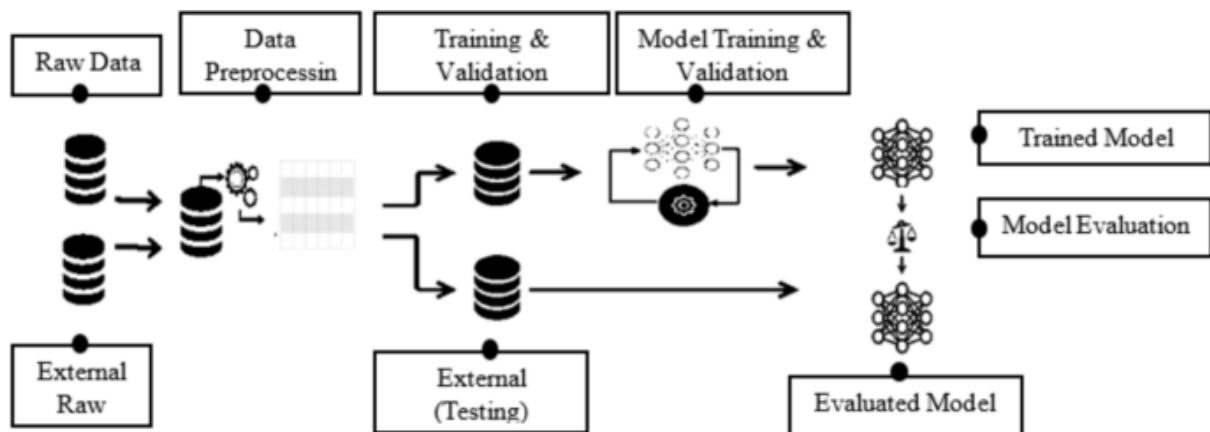 Raw Data
Data
Preprocessin
Training &
Validation
Model Training &
Validation
Trained Model
Model Evaluation
External
Raw
External
(Testing)
Evaluated Model